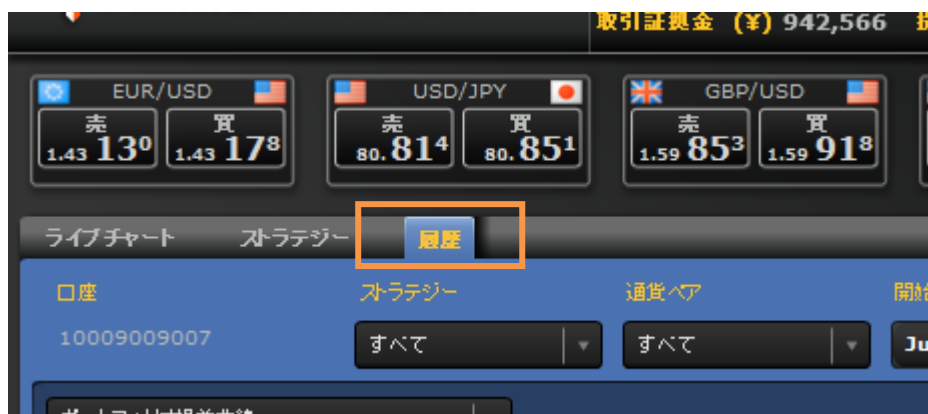 取引証拠金 (¥) 942,566
EUR/USD
売 買
1.43 13⁰ 1.43 17⁸
USD/JPY
売 買
80.81⁴ 80.85¹
GBP/USD
売 買
1.59 85³ 1.59 91⁸
ライブチャート ストラテジー 履歴
口座 ストラテジー 通貨ペア 開始
10009009007 すべて すべて Ju